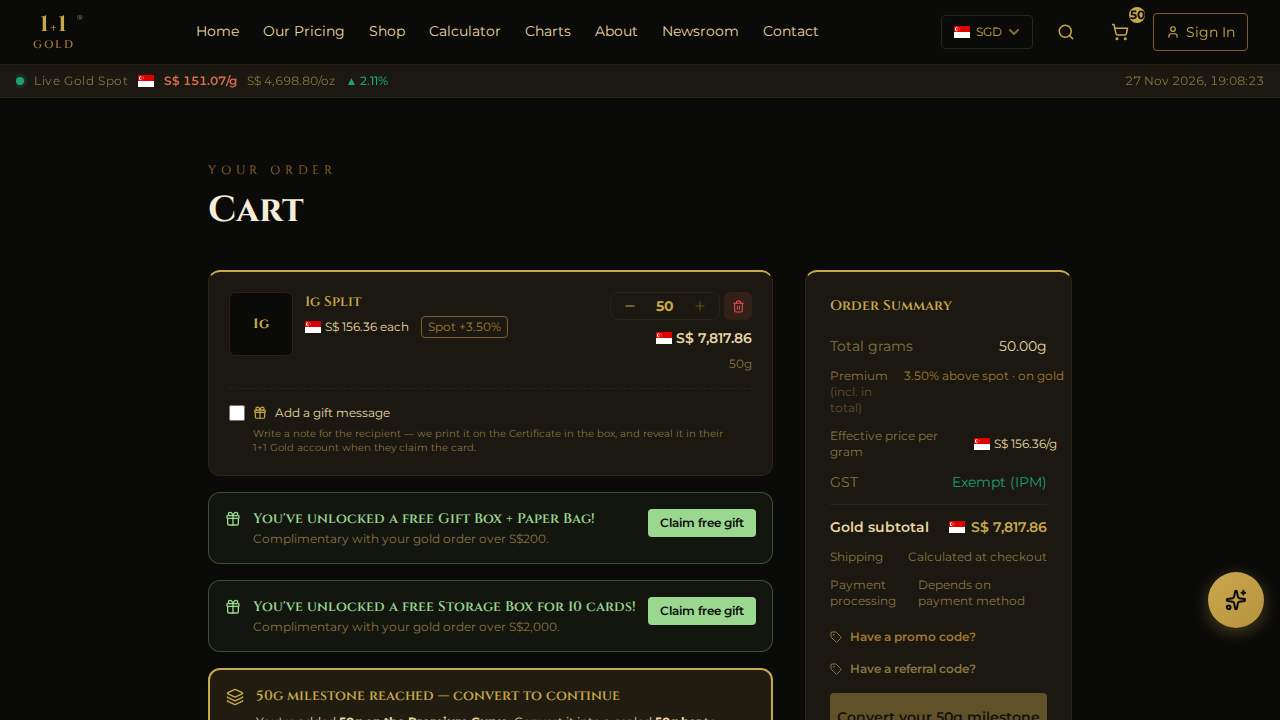 1+1 ®
GOLD
Home Our Pricing Shop Calculator Charts About Newsroom Contact
SGD
50
Sign In
Live Gold Spot S$ 151.07/g S$ 4,698.80/oz ▲ 2.11%
27 Nov 2026, 19:08:23
YOUR ORDER
Cart
1g
1g Split
S$ 156.36 each Spot +3.50%
− 50 +
S$ 7,817.86
50g
Add a gift message
Write a note for the recipient — we print it on the Certificate in the box, and reveal it in their
1+1 Gold account when they claim the card.
You've unlocked a free Gift Box + Paper Bag!
Complimentary with your gold order over S$200.
Claim free gift
You've unlocked a free Storage Box for 10 cards!
Complimentary with your gold order over S$2,000.
Claim free gift
50g milestone reached — convert to continue
Order Summary
Total grams 50.00g
Premium 3.50% above spot · on gold
(incl. in
total)
Effective price per
gram
S$ 156.36/g
GST Exempt (IPM)
Gold subtotal S$ 7,817.86
Shipping Calculated at checkout
Payment
processing
Depends on
payment method
Have a promo code?
Have a referral code?
Convert your 50g milestone